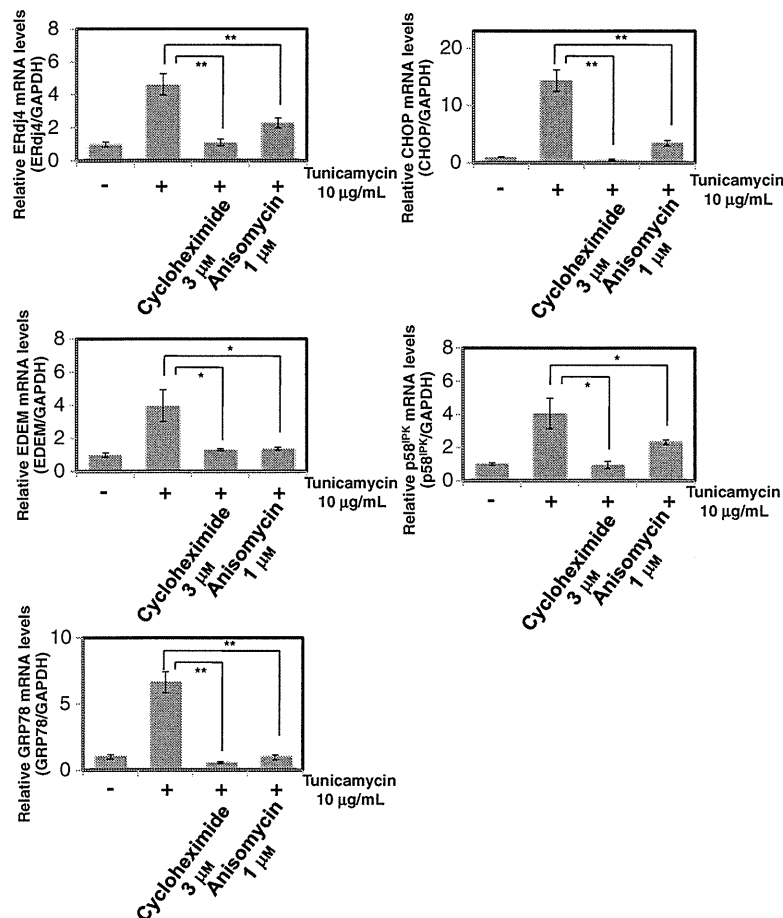 Relative ERdj4 mRNA levels
(ERdj4/GAPDH)
8
6
4
2
0
**
**
- + + +
Tunicamycin
10 μg/mL
Cycloheximide
3 μM
Anisomycin
1 μM
Relative CHOP mRNA levels
(CHOP/GAPDH)
20
10
0
**
**
- + + +
Tunicamycin
10 μg/mL
Cycloheximide
3 μM
Anisomycin
1 μM
Relative EDEM mRNA levels
(EDEM/GAPDH)
8
6
4
2
0
*
*
- + + +
Tunicamycin
10 μg/mL
Cycloheximide
3 μM
Anisomycin
1 μM
Relative p58IPK mRNA levels
(p58IPK/GAPDH)
8
6
4
2
0
*
*
- + + +
Tunicamycin
10 μg/mL
Cycloheximide
3 μM
Anisomycin
1 μM
Relative GRP78 mRNA levels
(GRP78/GAPDH)
10
5
0
**
**
- + + +
Tunicamycin
10 μg/mL
Cycloheximide
3 μM
Anisomycin
1 μM